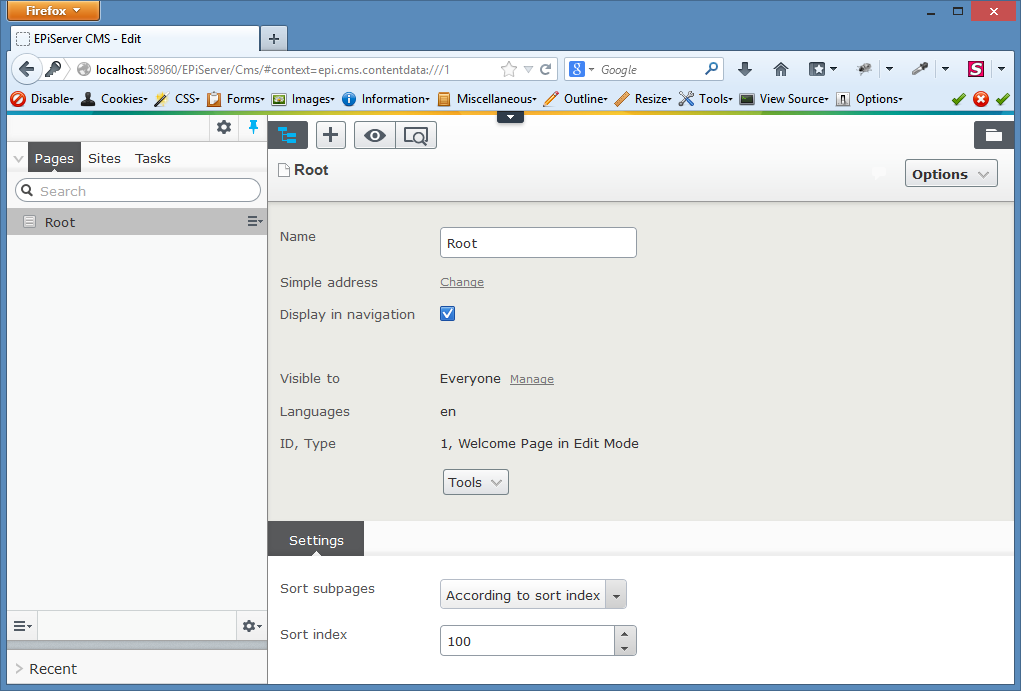 Firefox
EPiServer CMS - Edit
localhost:58960/EPiServer/Cms/#context=epi.cms.contentdata:///1
Google
Disable Cookies CSS Forms Images Information Miscellaneous Outline Resize Tools View Source Options
Pages Sites Tasks
Search
Root
Root
Options
Name Root
Simple address Change
Display in navigation
Visible to Everyone Manage
Languages en
ID, Type 1, Welcome Page in Edit Mode
Tools
Settings
Sort subpages According to sort index
Sort index 100
Recent